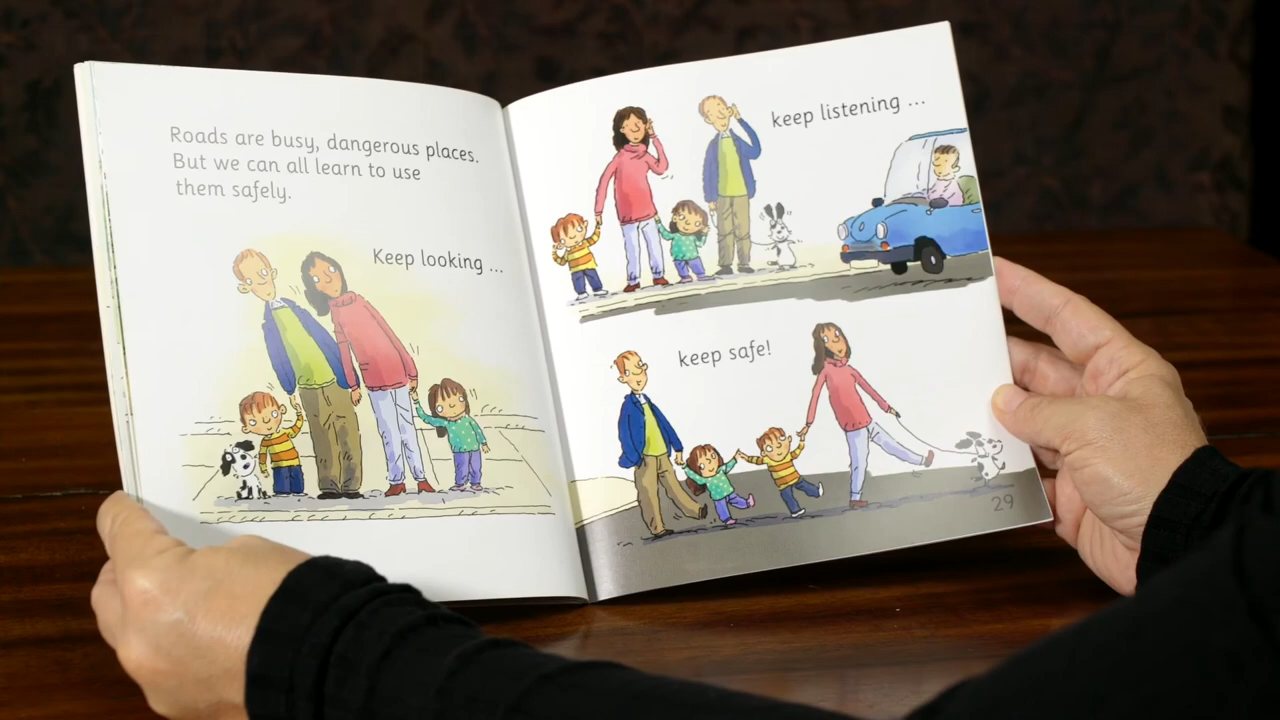 Roads are busy, dangerous places.
But we can all learn to use
them safely.
Keep looking ...
keep listening ...
keep safe!
29